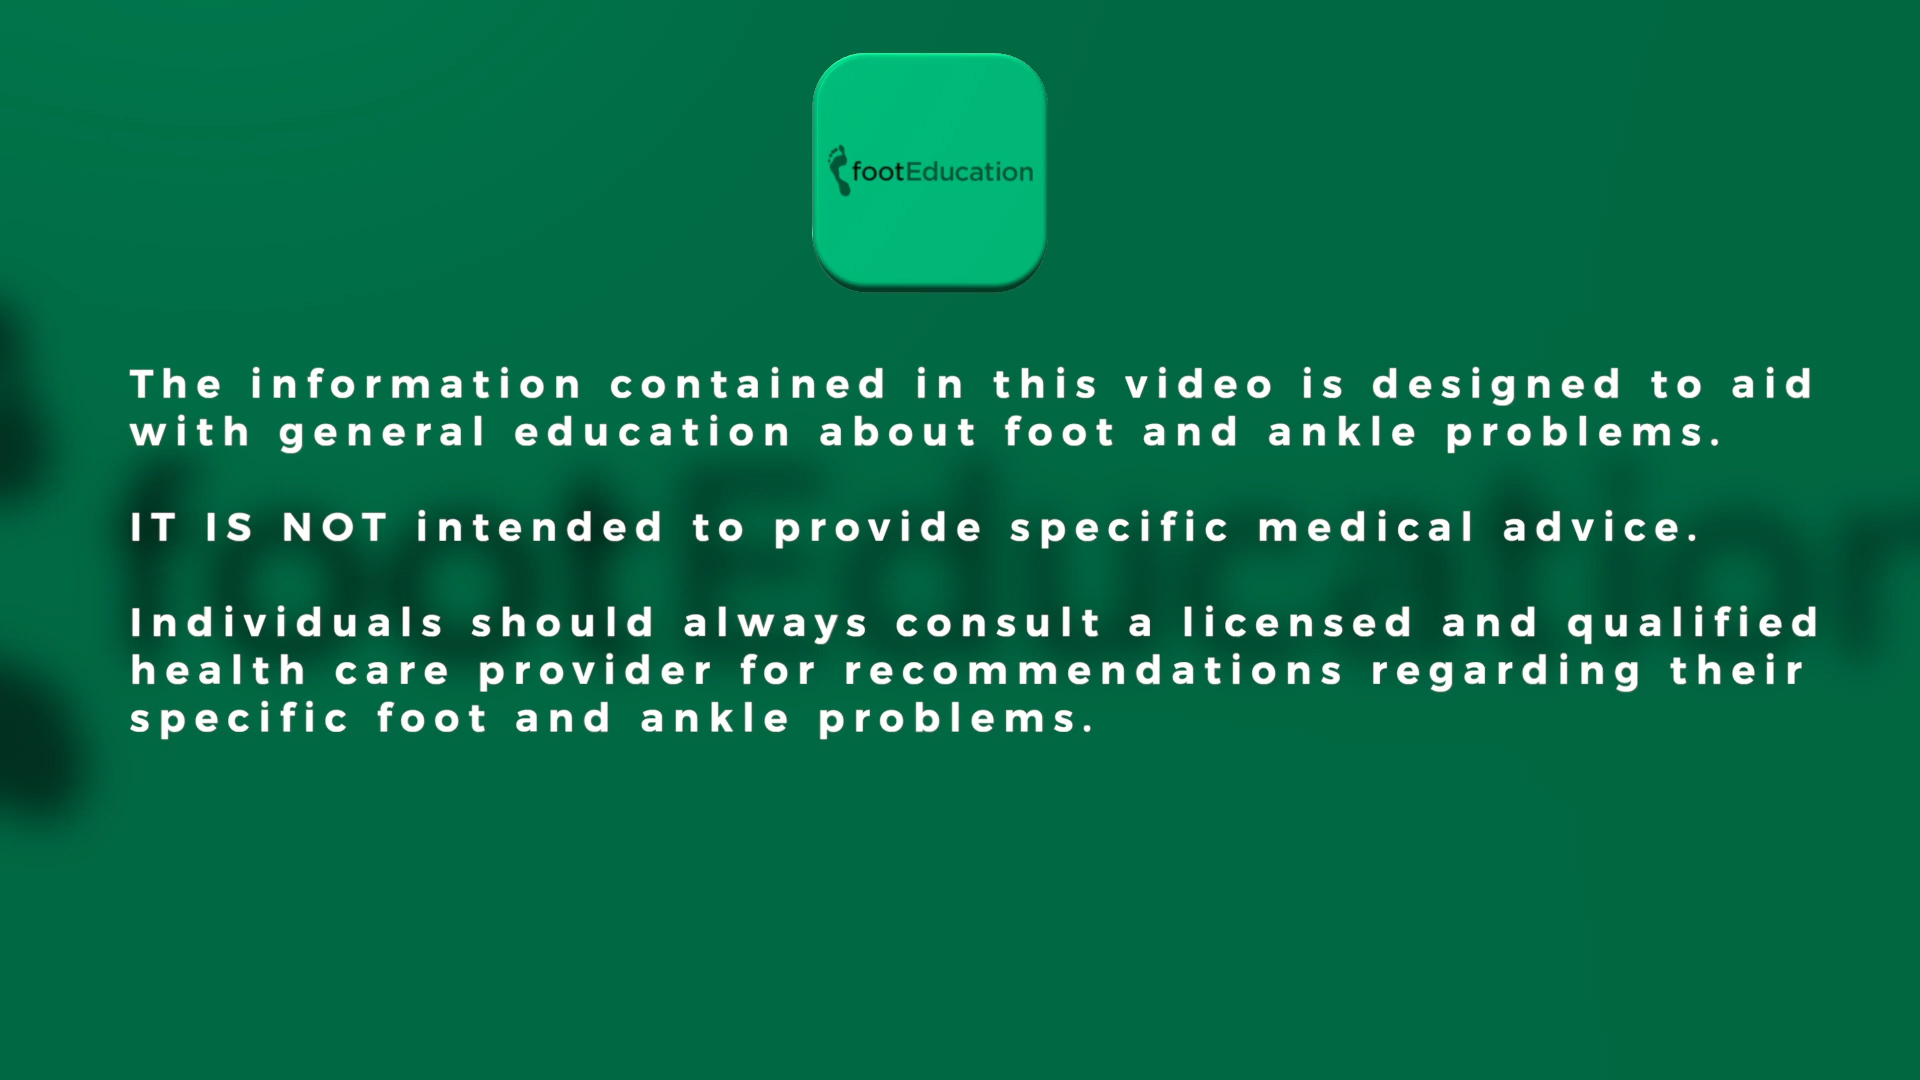 footEducation
The information contained in this video is designed to aid
with general education about foot and ankle problems.
IT IS NOT intended to provide specific medical advice.
Individuals should always consult a licensed and qualified
health care provider for recommendations regarding their
specific foot and ankle problems.